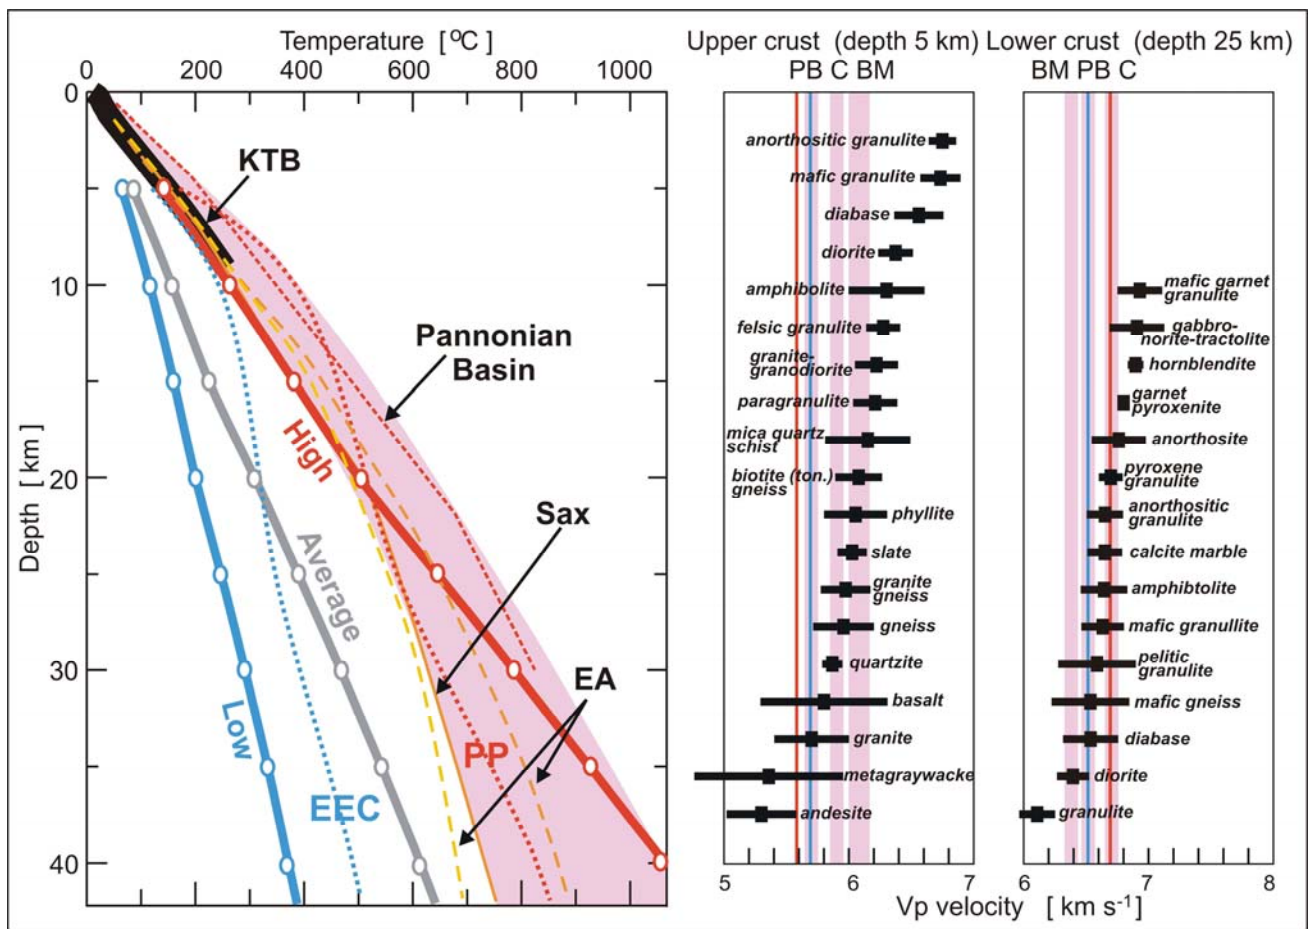 Temperature [ ºC]
0 200 400 600 800 1000
Depth [ km]
0
10
20
30
40
KTB
Pannonian
Basin
High
Sax
Average
EA
Low
PP
EEC
Upper crust (depth 5 km)
PB C BM
anorthositic granulite
mafic granulite
diabase
diorite
amphibolite
felsic granulite
granite-
granodiorite
paragranulite
mica quartz
schist
biotite (ton.)
gneiss
phyllite
slate
granite
gneiss
gneiss
quartzite
basalt
granite
metagraywacke
andesite
5 6 7
Lower crust (depth 25 km)
BM PB C
mafic garnet
granulite
gabbro-
norite-tractolite
hornblendite
garnet
pyroxenite
anorthosite
pyroxene
granulite
anorthositic
granulite
calcite marble
amphibtolite
mafic granullite
pelitic
granulite
mafic gneiss
diabase
diorite
granulite
6 7 8
Vp velocity [ km s-1]